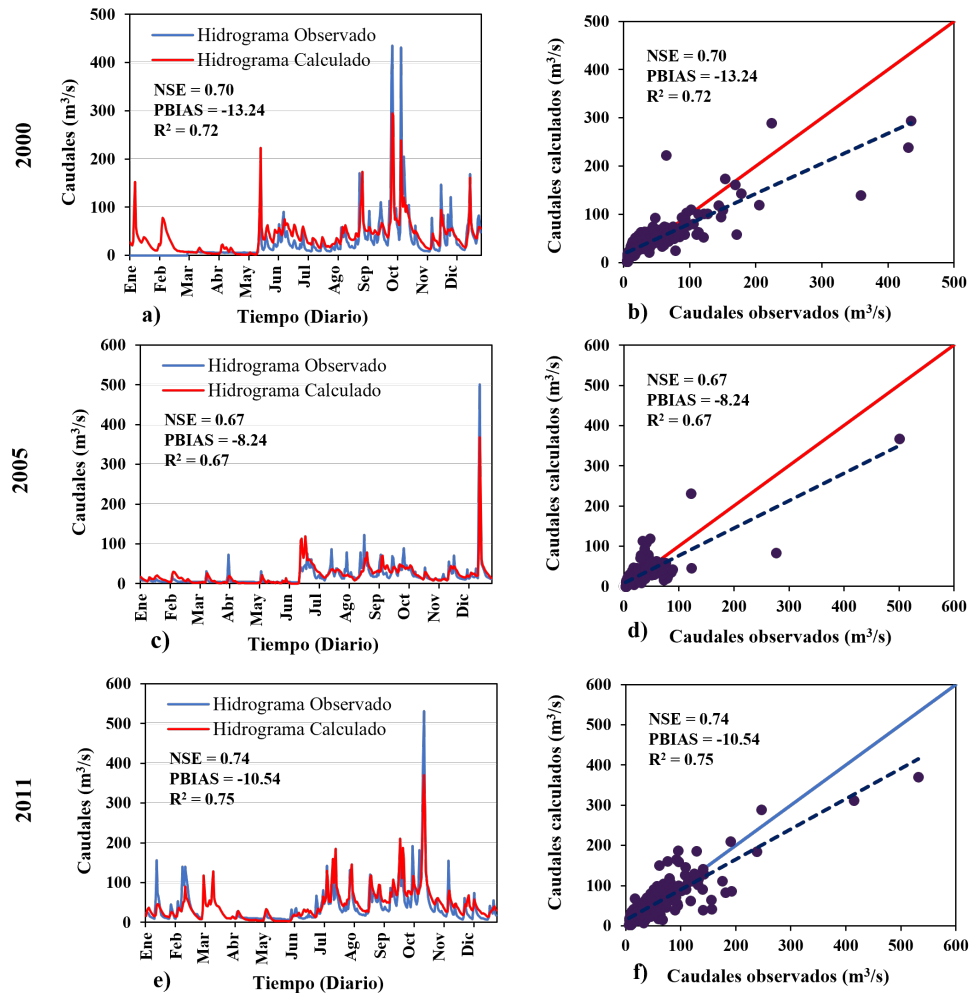 2000
Caudales (m³/s)
500
400
300
200
100
0
Hidrograma Observado
Hidrograma Calculado
NSE = 0.70
PBIAS = -13.24
R² = 0.72
Ene
Feb
Mar
Abr
May
Jun
Jul
Ago
Sep
Oct
Nov
Dic
a)
Tiempo (Diario)
Caudales calculados (m³/s)
500
400
300
200
100
0
NSE = 0.70
PBIAS = -13.24
R² = 0.72
0 100 200 300 400 500
b)
Caudales observados (m³/s)
2005
Caudales (m³/s)
600
500
400
300
200
100
0
Hidrograma Observado
Hidrograma Calculado
NSE = 0.67
PBIAS = -8.24
R² = 0.67
Ene
Feb
Mar
Abr
May
Jun
Jul
Ago
Sep
Oct
Nov
Dic
c)
Tiempo (Diario)
Caudales calculados (m³/s)
600
500
400
300
200
100
0
NSE = 0.67
PBIAS = -8.24
R² = 0.67
0 100 200 300 400 500 600
d)
Caudales observados (m³/s)
2011
Caudales (m³/s)
600
500
400
300
200
100
0
Hidrograma Observado
Hidrograma Calculado
NSE = 0.74
PBIAS = -10.54
R² = 0.75
Ene
Feb
Mar
Abr
May
Jun
Jul
Ago
Sep
Oct
Nov
Dic
e)
Tiempo (Diario)
Caudales calculados (m³/s)
600
500
400
300
200
100
0
NSE = 0.74
PBIAS = -10.54
R² = 0.75
0 100 200 300 400 500 600
f)
Caudales observados (m³/s)